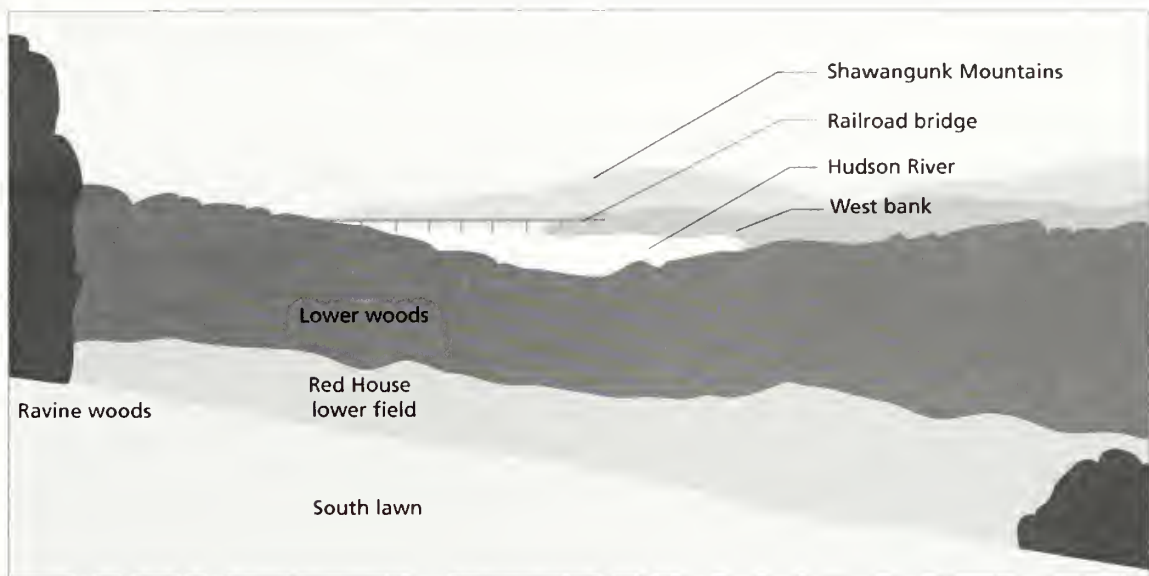 Shawangunk Mountains
Railroad bridge
Hudson River
West bank
Lower woods
Red House
lower field
Ravine woods
South lawn